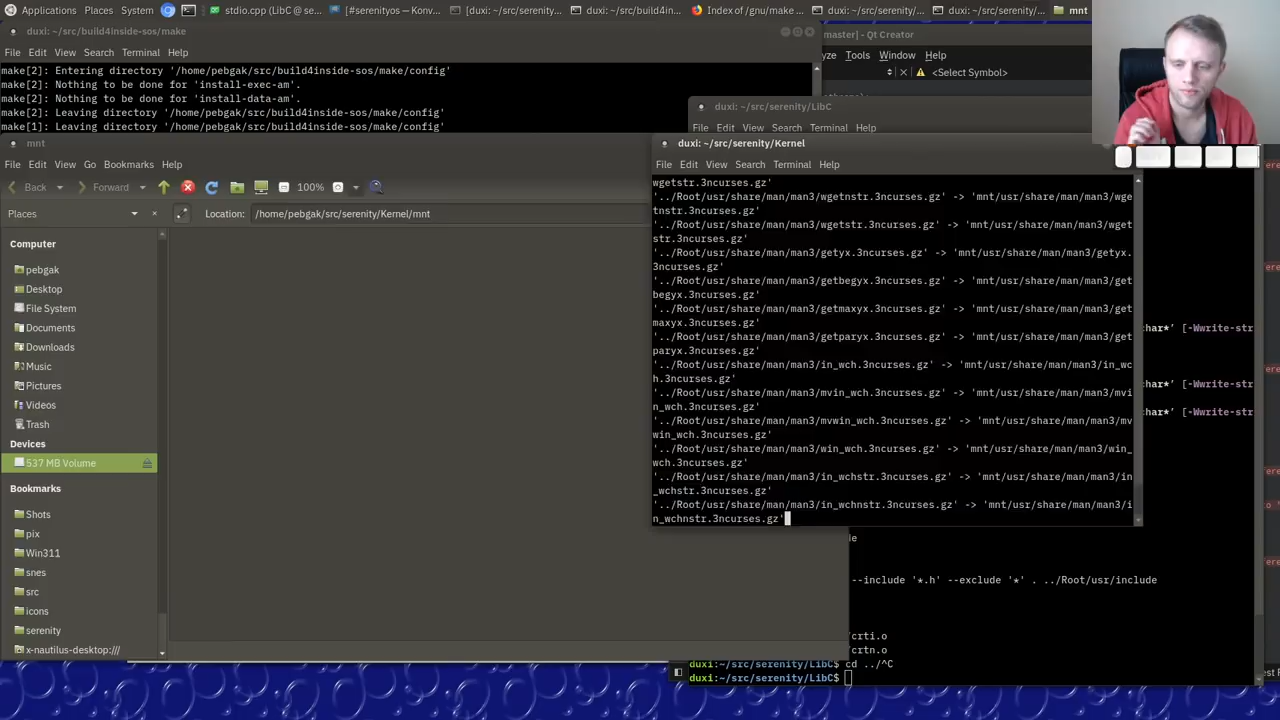 Applications Places System stdio.cpp (LibC @ se... [#serenityos – Konv... [duxi: ~/src/serenity/... duxi: ~/src/build4in... Index of /gnu/make ... duxi: ~/src/serenity/... duxi: ~/src/serenity/... mnt
duxi: ~/src/build4inside-sos/make
File Edit View Search Terminal Help
make[2]: Entering directory '/home/pebgak/src/build4inside-sos/make/config'
make[2]: Nothing to be done for 'install-exec-am'.
make[2]: Nothing to be done for 'install-data-am'.
make[2]: Leaving directory '/home/pebgak/src/build4inside-sos/make/config'
make[1]: Leaving directory '/home/pebgak/src/build4inside-sos/make/config'
master] - Qt Creator
yze Tools Window Help
<Select Symbol>
duxi: ~/src/serenity/LibC
File Edit View Search Terminal Help
mnt
File Edit View Go Bookmarks Help
Back Forward 100%
Places Location: /home/pebgak/src/serenity/Kernel/mnt
Computer
pebgak
Desktop
File System
Documents
Downloads
Music
Pictures
Videos
Trash
Devices
537 MB Volume
Bookmarks
Shots
pix
Win311
snes
src
icons
serenity
x-nautilus-desktop:///
duxi: ~/src/serenity/Kernel
File Edit View Search Terminal Help
wgetstr.3ncurses.gz'
'../Root/usr/share/man/man3/wgetnstr.3ncurses.gz' -> 'mnt/usr/share/man/man3/wge
tnstr.3ncurses.gz'
'../Root/usr/share/man/man3/wgetstr.3ncurses.gz' -> 'mnt/usr/share/man/man3/wget
str.3ncurses.gz'
'../Root/usr/share/man/man3/getyx.3ncurses.gz' -> 'mnt/usr/share/man/man3/getyx.
3ncurses.gz'
'../Root/usr/share/man/man3/getbegyx.3ncurses.gz' -> 'mnt/usr/share/man/man3/get
begyx.3ncurses.gz'
'../Root/usr/share/man/man3/getmaxyx.3ncurses.gz' -> 'mnt/usr/share/man/man3/get
maxyx.3ncurses.gz'
'../Root/usr/share/man/man3/getparyx.3ncurses.gz' -> 'mnt/usr/share/man/man3/get
paryx.3ncurses.gz'
'../Root/usr/share/man/man3/in_wch.3ncurses.gz' -> 'mnt/usr/share/man/man3/in_wc
h.3ncurses.gz'
'../Root/usr/share/man/man3/mvin_wch.3ncurses.gz' -> 'mnt/usr/share/man/man3/mvi
n_wch.3ncurses.gz'
'../Root/usr/share/man/man3/mvwin_wch.3ncurses.gz' -> 'mnt/usr/share/man/man3/mv
win_wch.3ncurses.gz'
'../Root/usr/share/man/man3/win_wch.3ncurses.gz' -> 'mnt/usr/share/man/man3/win_
wch.3ncurses.gz'
'../Root/usr/share/man/man3/in_wchstr.3ncurses.gz' -> 'mnt/usr/share/man/man3/in
_wchstr.3ncurses.gz'
'../Root/usr/share/man/man3/in_wchnstr.3ncurses.gz' -> 'mnt/usr/share/man/man3/i
n_wchnstr.3ncurses.gz'
char*’ [-Wwrite-str
char*’ [-Wwrite-str
char*’ [-Wwrite-str
de
--include '*.h' --exclude '*' . ../Root/usr/include
/crti.o
/crtn.o
duxi:~/src/serenity/LibC$ cd ../^C
duxi:~/src/serenity/LibC$